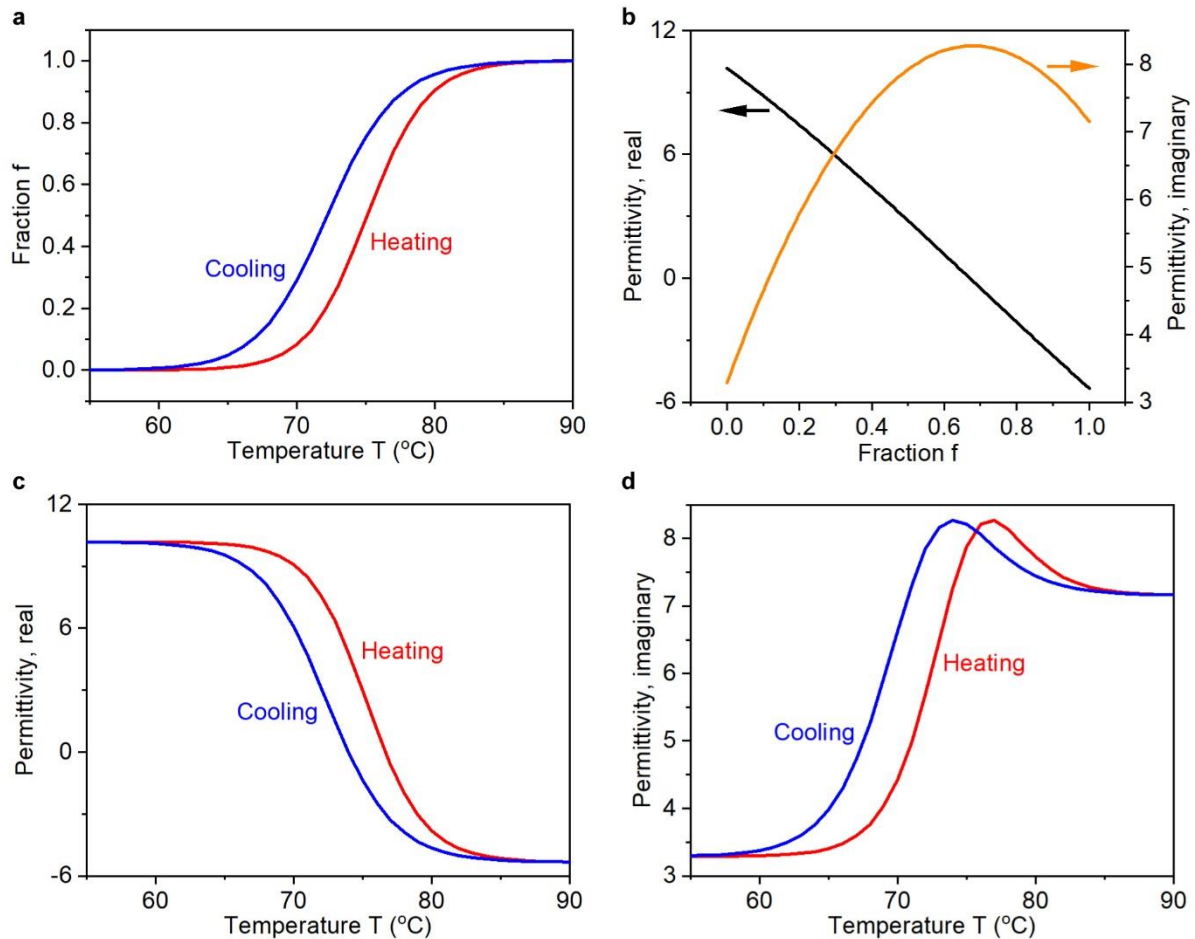 a
1.0
0.8
0.6
0.4
0.2
0.0
Fraction f
Cooling
Heating
60 70 80 90
Temperature T (°C)
b
12
6
0
-6
Permittivity, real
8
7
6
5
4
3
Permittivity, imaginary
0.0 0.2 0.4 0.6 0.8 1.0
Fraction f
c
12
6
0
-6
Permittivity, real
Heating
Cooling
60 70 80 90
Temperature T (°C)
d
8
7
6
5
4
3
Permittivity, imaginary
Cooling
Heating
60 70 80 90
Temperature T (°C)